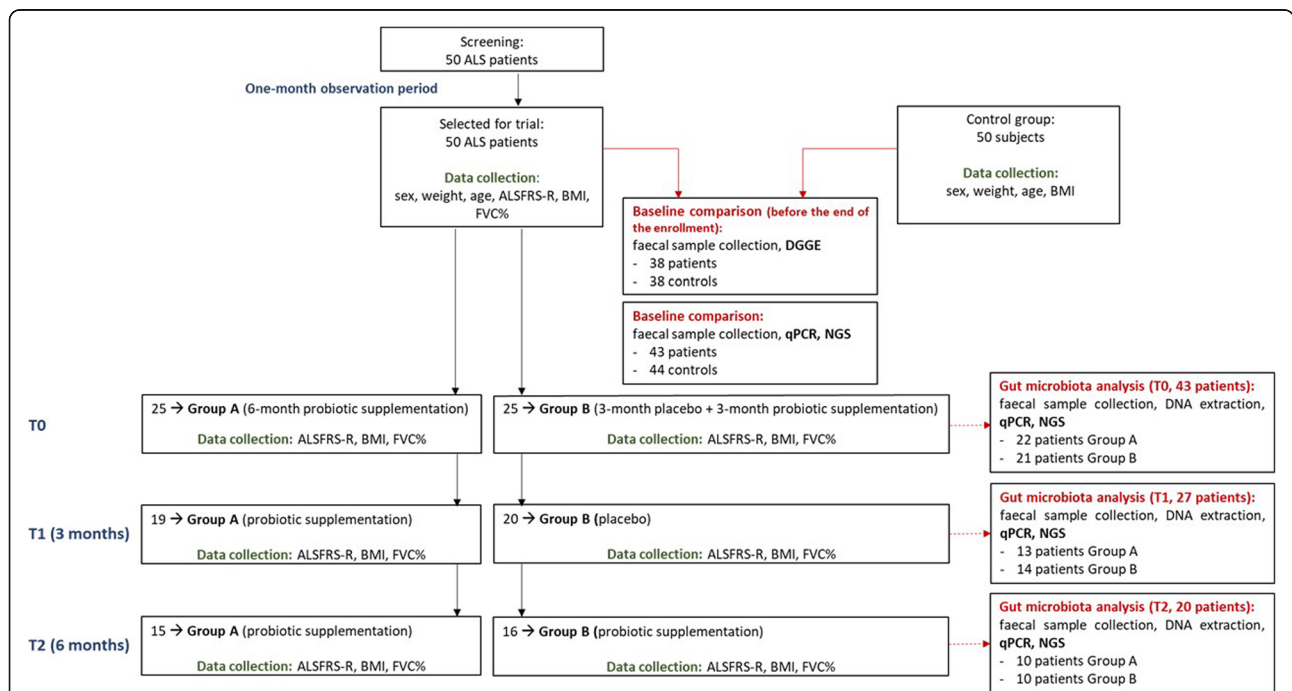 Screening:
50 ALS patients
One-month observation period
Selected for trial:
50 ALS patients
Data collection:
sex, weight, age, ALSFRS-R, BMI,
FVC%
Control group:
50 subjects
Data collection:
sex, weight, age, BMI
Baseline comparison (before the end of
the enrollment):
faecal sample collection, DGGE
- 38 patients
- 38 controls
Baseline comparison:
faecal sample collection, qPCR, NGS
- 43 patients
- 44 controls
T0
25 → Group A (6-month probiotic supplementation)
Data collection: ALSFRS-R, BMI, FVC%
25 → Group B (3-month placebo + 3-month probiotic supplementation)
Data collection: ALSFRS-R, BMI, FVC%
Gut microbiota analysis (T0, 43 patients):
faecal sample collection, DNA extraction,
qPCR, NGS
- 22 patients Group A
- 21 patients Group B
T1 (3 months)
19 → Group A (probiotic supplementation)
Data collection: ALSFRS-R, BMI, FVC%
20 → Group B (placebo)
Data collection: ALSFRS-R, BMI, FVC%
Gut microbiota analysis (T1, 27 patients):
faecal sample collection, DNA extraction,
qPCR, NGS
- 13 patients Group A
- 14 patients Group B
T2 (6 months)
15 → Group A (probiotic supplementation)
Data collection: ALSFRS-R, BMI, FVC%
16 → Group B (probiotic supplementation)
Data collection: ALSFRS-R, BMI, FVC%
Gut microbiota analysis (T2, 20 patients):
faecal sample collection, DNA extraction,
qPCR, NGS
- 10 patients Group A
- 10 patients Group B